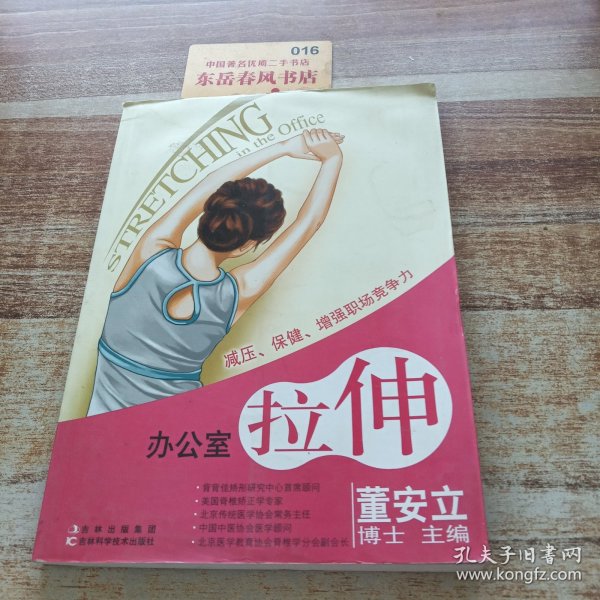 016
中国著名优质二手书店
东岳春风书店
STRETCHING
in the Office
减压、保健、增强职场竞争力
办公室
拉伸
·背背佳矫形研究中心首席顾问
·美国脊椎矫正学专家
·北京传统医学协会常务主任
·中国中医协会医学顾问
·北京医学教育协会脊椎学分会副会长
董安立
博士 主编
吉林出版集团
吉林科学技术出版社
孔夫子旧书网
www.kongfz.com